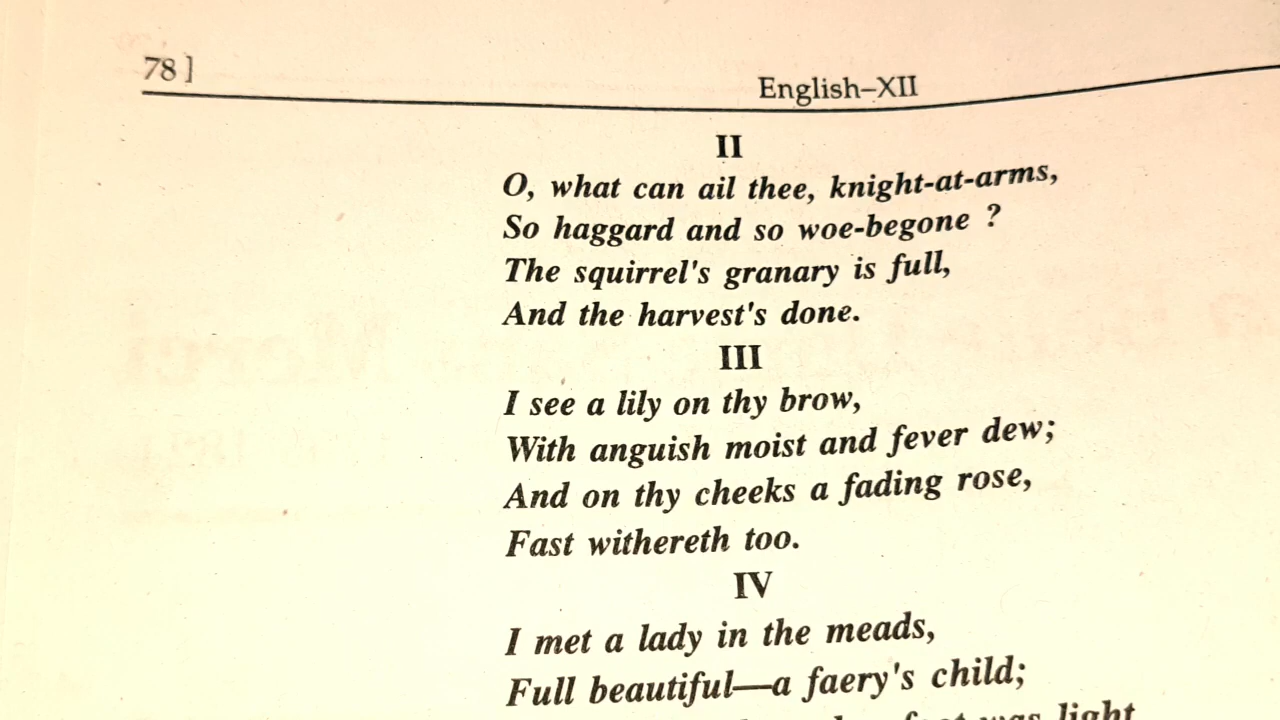 78 ]
English–XII
II
O, what can ail thee, knight-at-arms,
So haggard and so woe-begone ?
The squirrel's granary is full,
And the harvest's done.
III
I see a lily on thy brow,
With anguish moist and fever dew;
And on thy cheeks a fading rose,
Fast withereth too.
IV
I met a lady in the meads,
Full beautiful—a faery's child;
foot was light